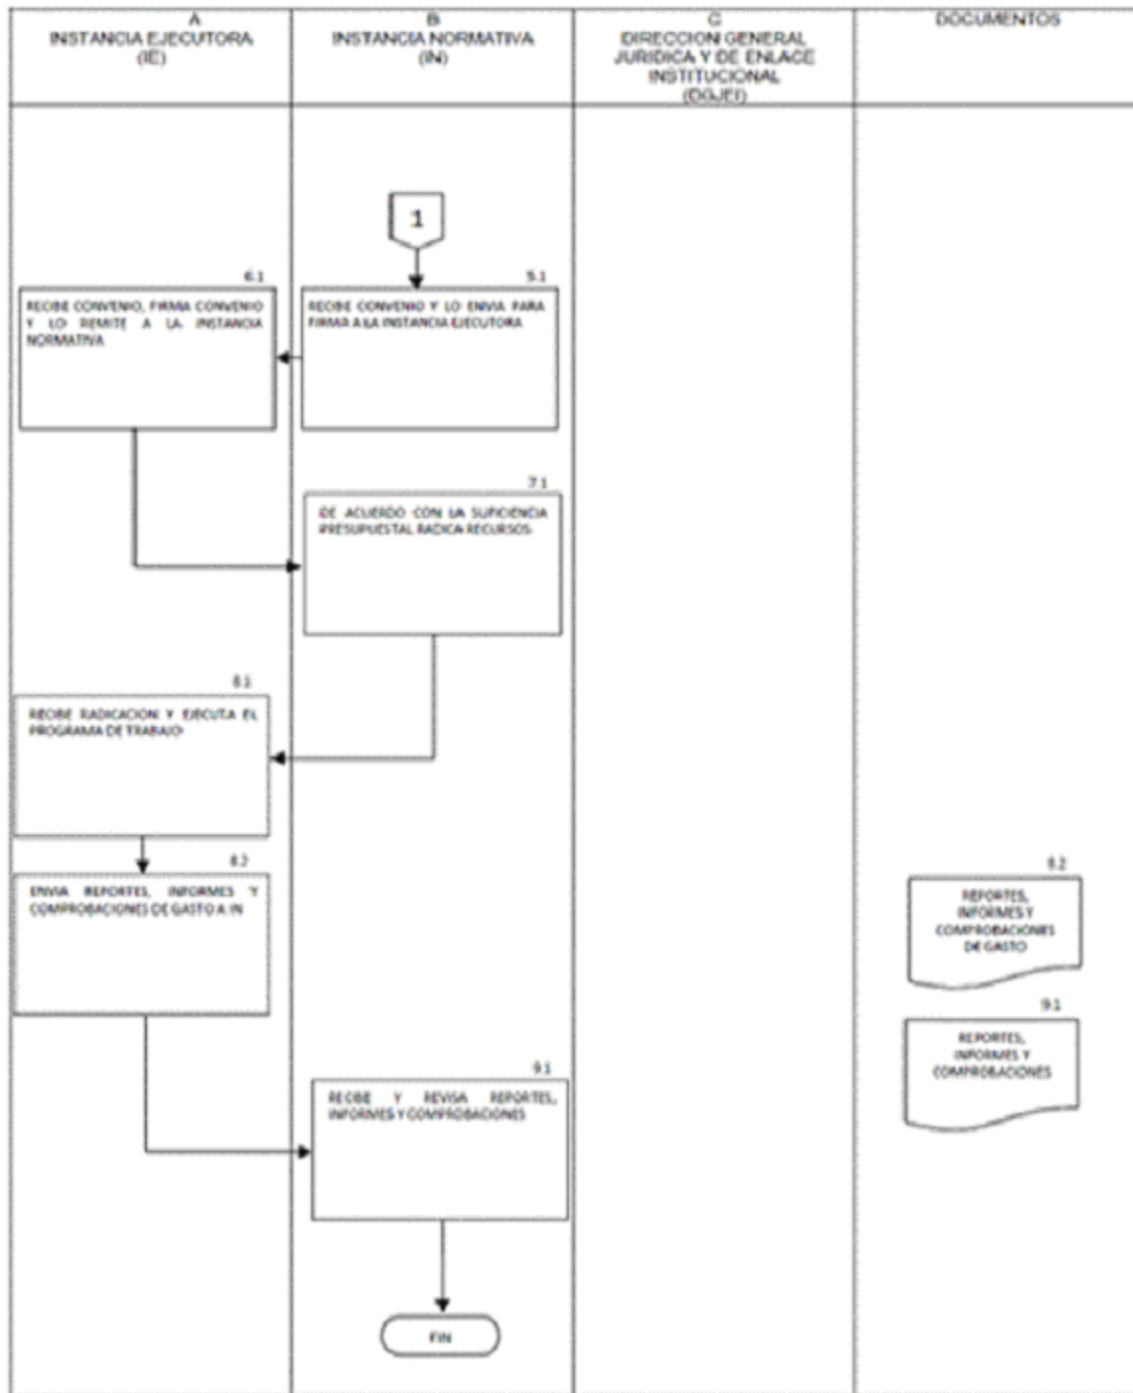 A
INSTANCIA EJECUTORA
(IE)
B
INSTANCIA NORMATIVA
(IN)
C
DIRECCION GENERAL
JURIDICA Y DE ENLACE
INSTITUCIONAL
(DGJEI)
DOCUMENTOS
1
6.1
RECIBE CONVENIO, FIRMA CONVENIO
Y LO REMITE A LA INSTANCIA
NORMATIVA
5.1
RECIBE CONVENIO Y LO ENVIA PARA
FIRMA A LA INSTANCIA EJECUTORA
7.1
DE ACUERDO CON LA SUFICIENCIA
PRESUPUESTAL RADICA RECURSOS
8.1
RECIBE RADICACION Y EJECUTA EL
PROGRAMA DE TRABAJO
8.2
ENVIA REPORTES, INFORMES Y
COMPROBACIONES DE GASTO A IN
8.2
REPORTES,
INFORMES Y
COMPROBACIONES
DE GASTO
9.1
REPORTES,
INFORMES Y
COMPROBACIONES
9.1
RECIBE Y REVISA REPORTES,
INFORMES Y COMPROBACIONES
FIN